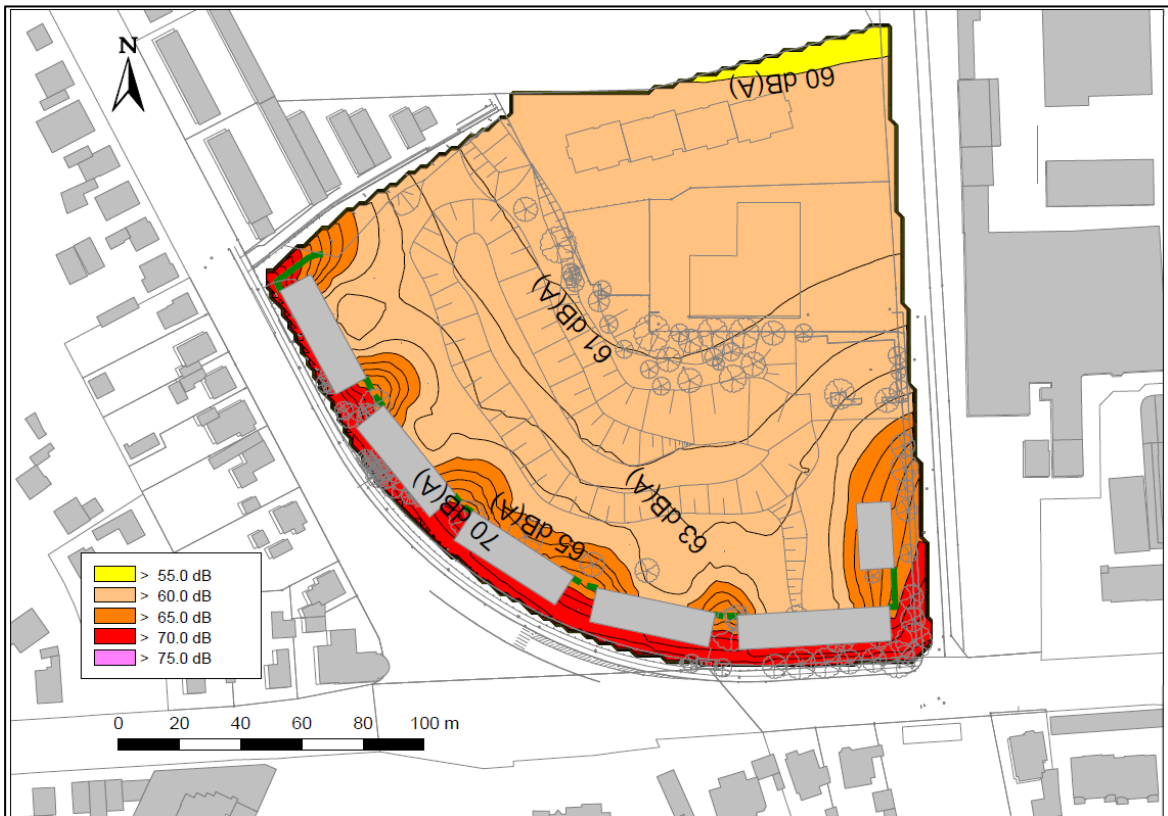 N
60 dB(A)
61 dB(A)
63 dB(A)
65 dB(A)
70 dB(A)
> 55.0 dB
> 60.0 dB
> 65.0 dB
> 70.0 dB
> 75.0 dB
0 20 40 60 80 100 m